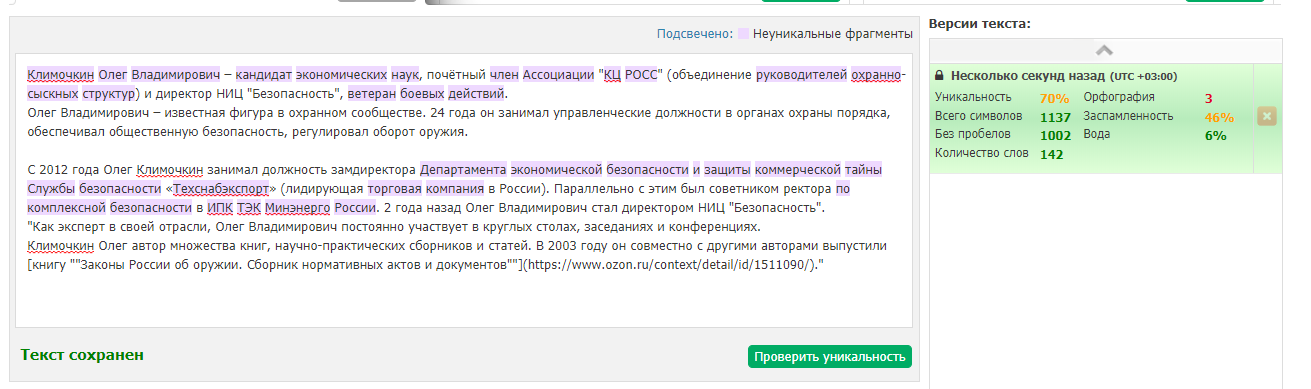 Подсвечено: Неуникальные фрагменты
Климочкин Олег Владимирович – кандидат экономических наук, почётный член Ассоциации "КЦ РОСС" (объединение руководителей охранно-
сыскных структур) и директор НИЦ "Безопасность", ветеран боевых действий.
Олег Владимирович – известная фигура в охранном сообществе. 24 года он занимал управленческие должности в органах охраны порядка,
обеспечивал общественную безопасность, регулировал оборот оружия.
С 2012 года Олег Климочкин занимал должность замдиректора Департамента экономической безопасности и защиты коммерческой тайны
Службы безопасности «Техснабэкспорт» (лидирующая торговая компания в России). Параллельно с этим был советником ректора по
комплексной безопасности в ИПК ТЭК Минэнерго России. 2 года назад Олег Владимирович стал директором НИЦ "Безопасность".
"Как эксперт в своей отрасли, Олег Владимирович постоянно участвует в круглых столах, заседаниях и конференциях.
Климочкин Олег автор множества книг, научно-практических сборников и статей. В 2003 году он совместно с другими авторами выпустили
[книгу ""Законы России об оружии. Сборник нормативных актов и документов""](https://www.ozon.ru/context/detail/id/1511090/)."
Текст сохранен
Проверить уникальность
Версии текста:
Несколько секунд назад (UTC +03:00)
Уникальность 70% Орфография 3
Всего символов 1137 Заспамленность 46%
Без пробелов 1002 Вода 6%
Количество слов 142